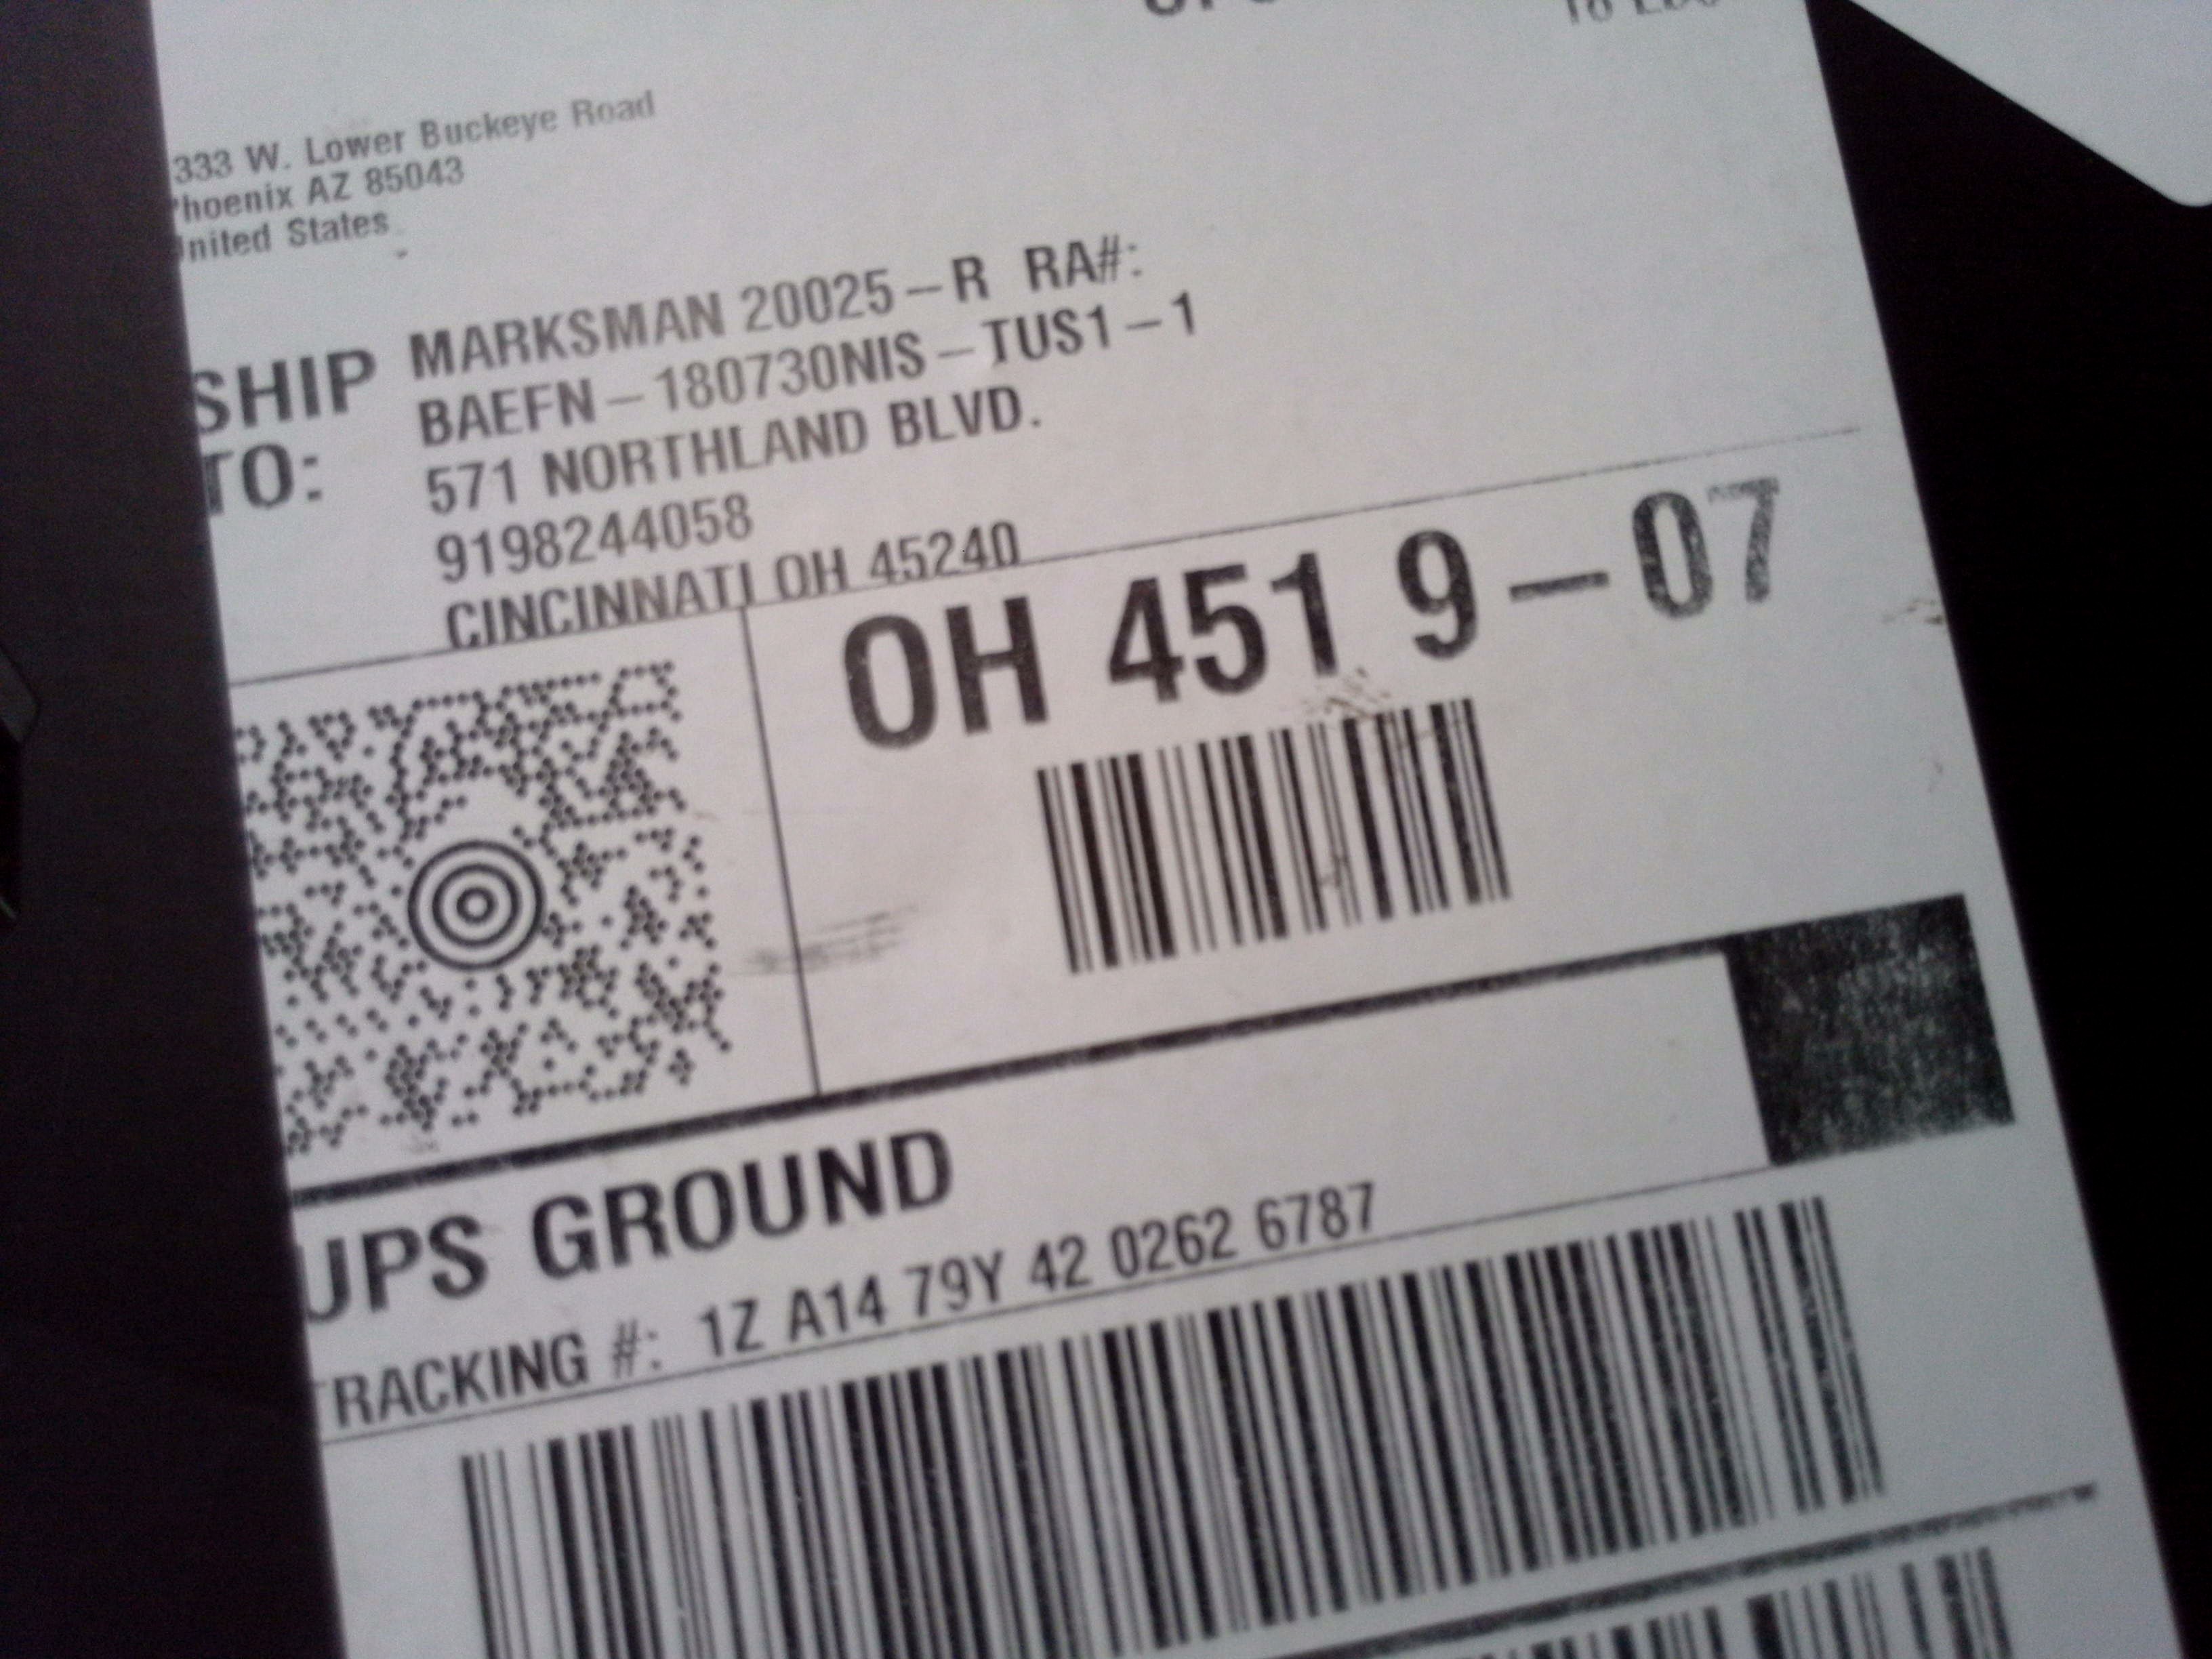 333 W. Lower Buckeye Road
hoenix AZ 85043
United States
SHIP TO:
MARKSMAN 20025-R RA#:
BAEFN-180730NIS-TUS1-1
571 NORTHLAND BLVD.
9198244058
CINCINNATI OH 45240
OH 451 9-07
UPS GROUND
TRACKING #: 1Z A14 79Y 42 0262 6787